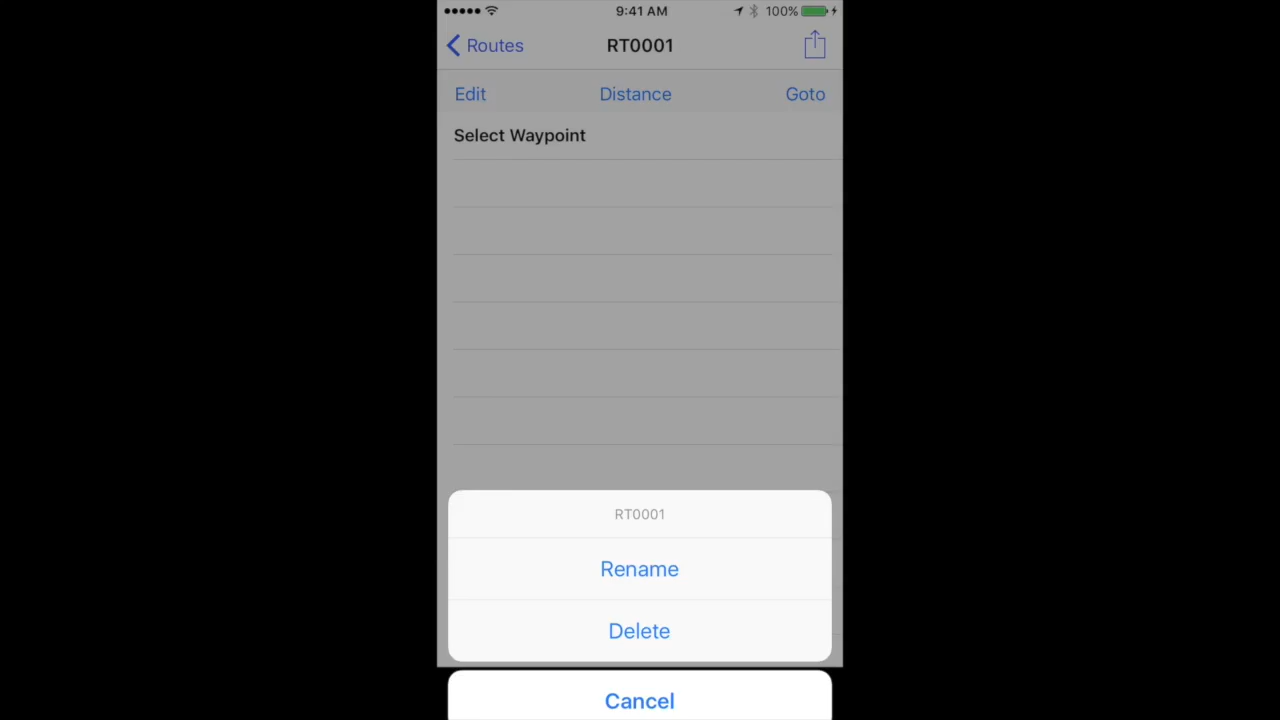 9:41 AM 100%
Routes RT0001
Edit Distance Goto
Select Waypoint
RT0001
Rename
Delete
Cancel